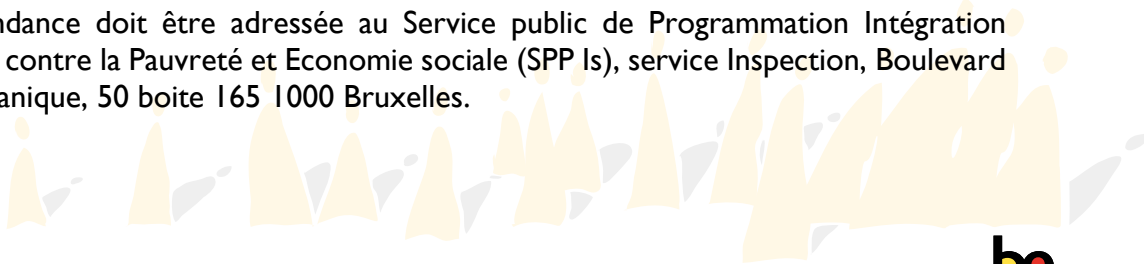 ndance doit être adressée au Service public de Programmation Intégration
contre la Pauvreté et Economie sociale (SPP Is), service Inspection, Boulevard
anique, 50 boite 165 1000 Bruxelles.
be